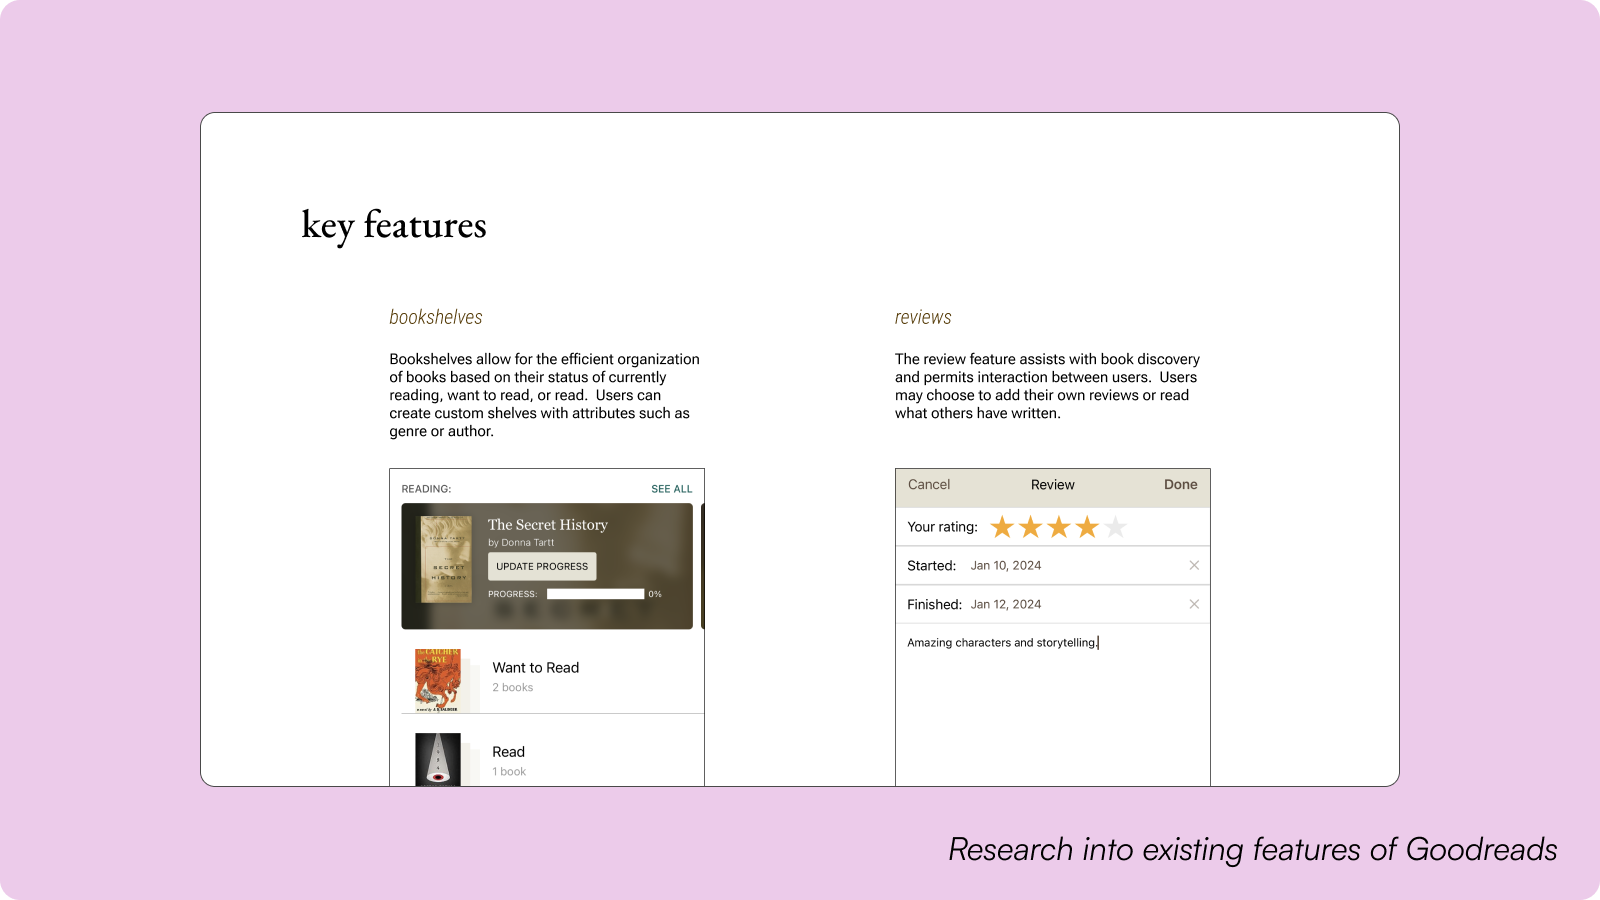 key features
bookshelves
Bookshelves allow for the efficient organization
of books based on their status of currently
reading, want to read, or read.  Users can
create custom shelves with attributes such as
genre or author.
READING:
SEE ALL
The Secret History
by Donna Tartt
UPDATE PROGRESS
PROGRESS:
0%
DONNA TARTT
THE
SECRET
HISTORY
Want to Read
2 books
Read
1 book
reviews
The review feature assists with book discovery
and permits interaction between users.  Users
may choose to add their own reviews or read
what others have written.
Cancel
Review
Done
Your rating:
Started:
Jan 10, 2024
Finished:
Jan 12, 2024
Amazing characters and storytelling.
Research into existing features of Goodreads